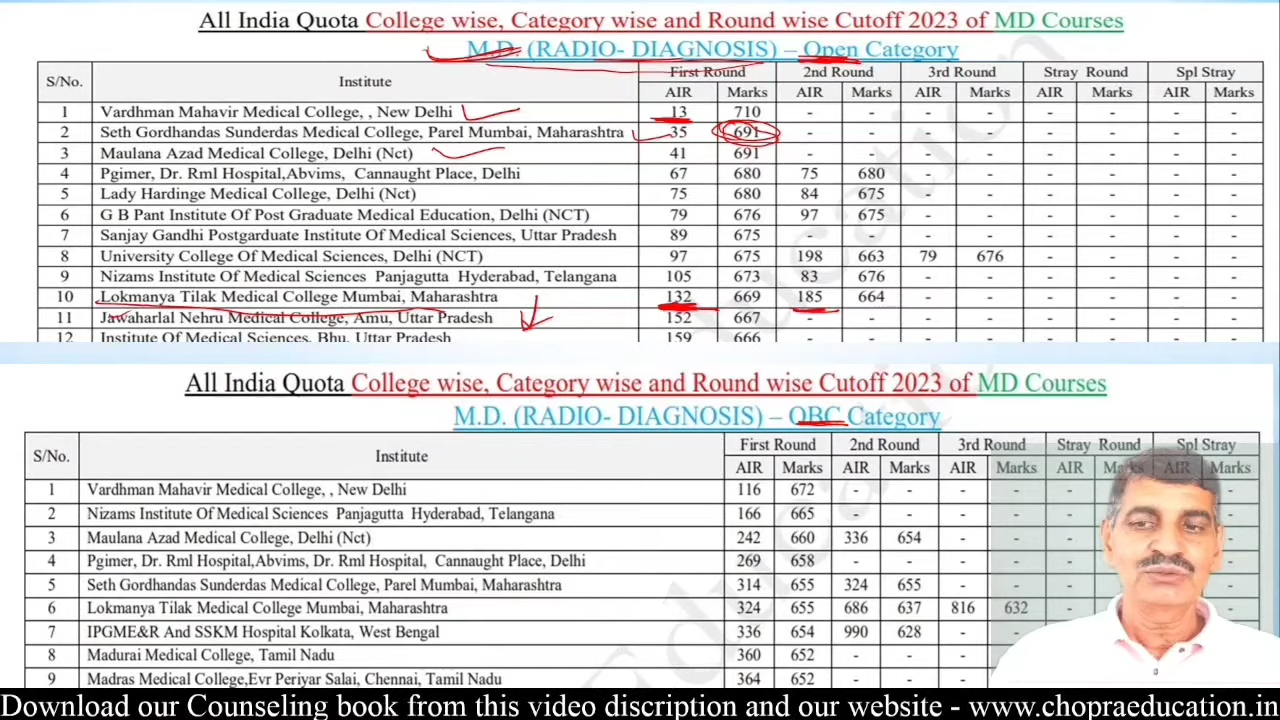 All India Quota College wise, Category wise and Round wise Cutoff 2023 of MD Courses
M.D. (RADIO- DIAGNOSIS) – Open Category
S/No. Institute First Round 2nd Round 3rd Round Stray Round Spl Stray
AIR Marks AIR Marks AIR Marks AIR Marks AIR Marks
1 Vardhman Mahavir Medical College, , New Delhi 13 710 - - - - - - - -
2 Seth Gordhandas Sunderdas Medical College, Parel Mumbai, Maharashtra 35 691 - - - - - - - -
3 Maulana Azad Medical College, Delhi (Nct) 41 691 - - - - - - - -
4 Pgimer, Dr. Rml Hospital,Abvims, Cannaught Place, Delhi 67 680 75 680 - - - - - -
5 Lady Hardinge Medical College, Delhi (Nct) 75 680 84 675 - - - - - -
6 G B Pant Institute Of Post Graduate Medical Education, Delhi (NCT) 79 676 97 675 - - - - - -
7 Sanjay Gandhi Postgarduate Institute Of Medical Sciences, Uttar Pradesh 89 675 - - - - - - - -
8 University College Of Medical Sciences, Delhi (NCT) 97 675 198 663 79 676 - - - -
9 Nizams Institute Of Medical Sciences Panjagutta Hyderabad, Telangana 105 673 83 676 - - - - - -
10 Lokmanya Tilak Medical College Mumbai, Maharashtra 132 669 185 664 - - - - - -
11 Jawaharlal Nehru Medical College, Amu, Uttar Pradesh 152 667 - - - - - - - -
12 Institute Of Medical Sciences, Bhu, Uttar Pradesh 159 666 - - - - - - - -
All India Quota College wise, Category wise and Round wise Cutoff 2023 of MD Courses
M.D. (RADIO- DIAGNOSIS) – OBC Category
S/No. Institute First Round 2nd Round 3rd Round Stray Round Spl Stray
AIR Marks AIR Marks AIR Marks AIR Marks AIR Marks
1 Vardhman Mahavir Medical College, , New Delhi 116 672 - - - - - - -
2 Nizams Institute Of Medical Sciences Panjagutta Hyderabad, Telangana 166 665 - - - - - - -
3 Maulana Azad Medical College, Delhi (Nct) 242 660 336 654 - - - - -
4 Pgimer, Dr. Rml Hospital,Abvims, Dr. Rml Hospital, Cannaught Place, Delhi 269 658 - - - - - - -
5 Seth Gordhandas Sunderdas Medical College, Parel Mumbai, Maharashtra 314 655 324 655 - - - - -
6 Lokmanya Tilak Medical College Mumbai, Maharashtra 324 655 686 637 816 632 - - -
7 IPGME&R And SSKM Hospital Kolkata, West Bengal 336 654 990 628 - - - -
8 Madurai Medical College, Tamil Nadu 360 652 - - - -
9 Madras Medical College,Evr Periyar Salai, Chennai, Tamil Nadu 364 652 - - - -
Education
Education
Download our Counseling book from this video discription and our website - www.chopraeducation.in